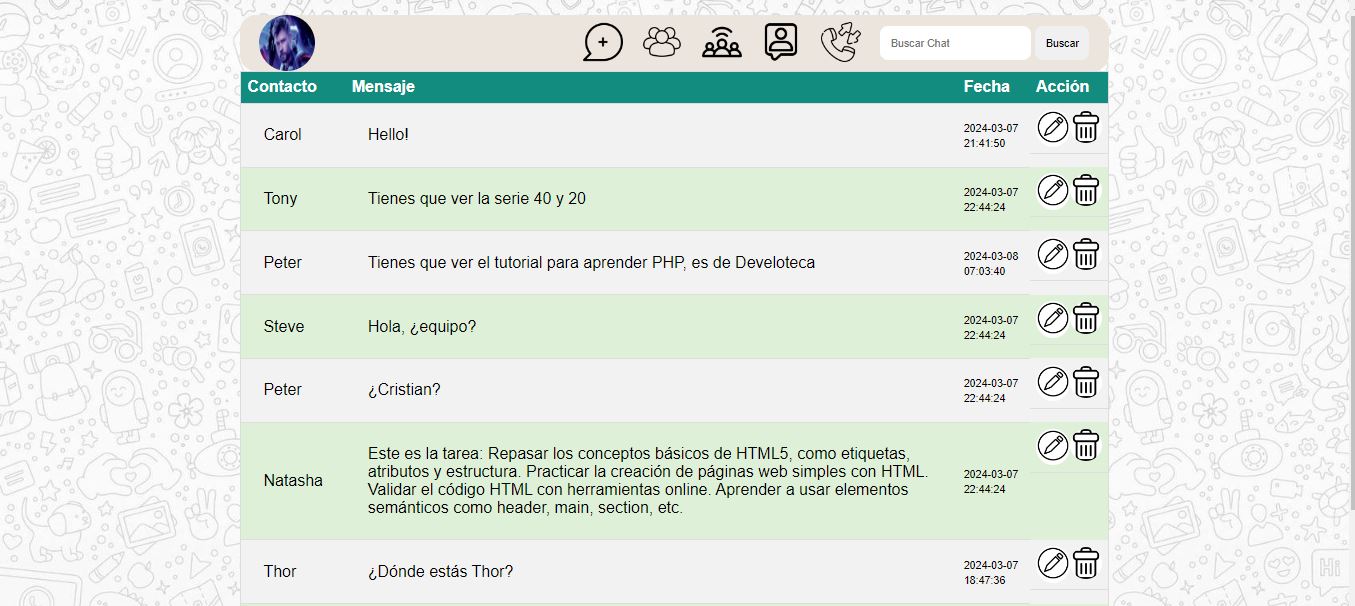 Buscar Chat Buscar
Contacto Mensaje Fecha Acción
Carol Hello! 2024-03-07
21:41:50
Tony Tienes que ver la serie 40 y 20 2024-03-07
22:44:24
Peter Tienes que ver el tutorial para aprender PHP, es de Develoteca 2024-03-08
07:03:40
Steve Hola, ¿equipo? 2024-03-07
22:44:24
Peter ¿Cristian? 2024-03-07
22:44:24
Natasha
Este es la tarea: Repasar los conceptos básicos de HTML5, como etiquetas,
atributos y estructura. Practicar la creación de páginas web simples con HTML.
Validar el código HTML con herramientas online. Aprender a usar elementos
semánticos como header, main, section, etc.
2024-03-07
22:44:24
Thor ¿Dónde estás Thor? 2024-03-07
18:47:36
Hi